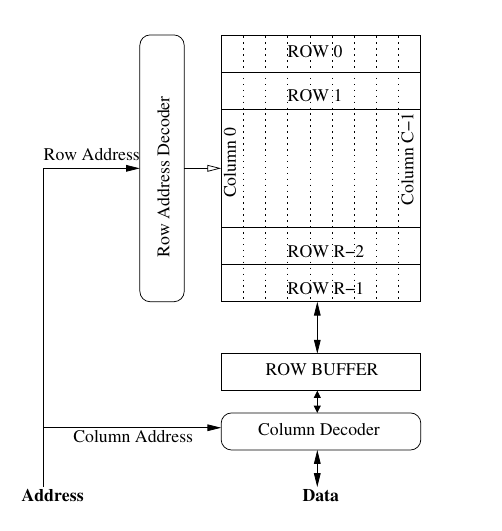 ROW 0
ROW 1
Row Address
Row Address Decoder
Column 0
Column C−1
ROW R−2
ROW R−1
ROW BUFFER
Column Decoder
Column Address
Address
Data